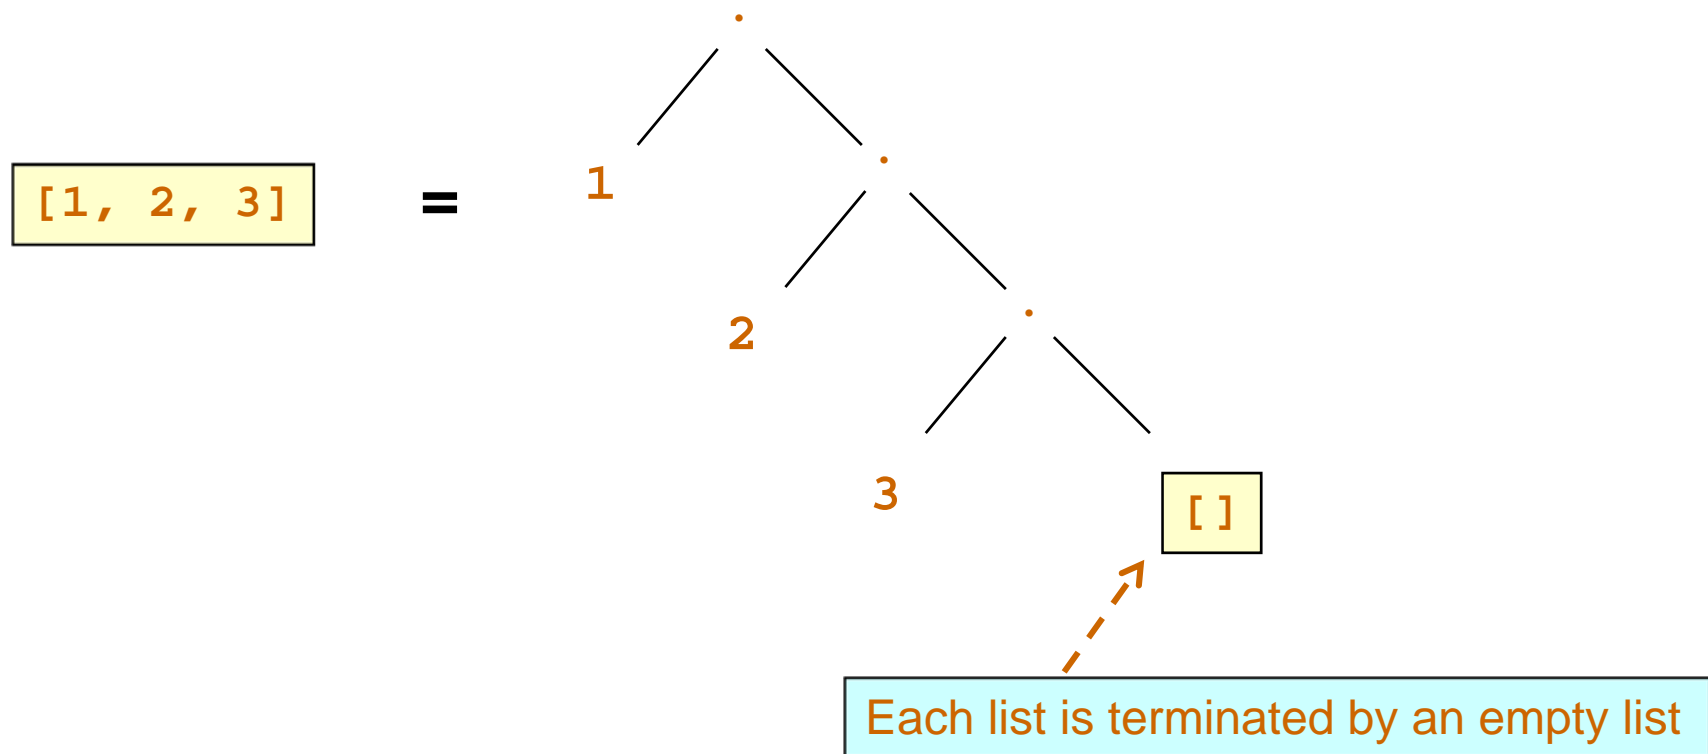 .
[1, 2, 3] = 1 .
2 .
3 []
Each list is terminated by an empty list